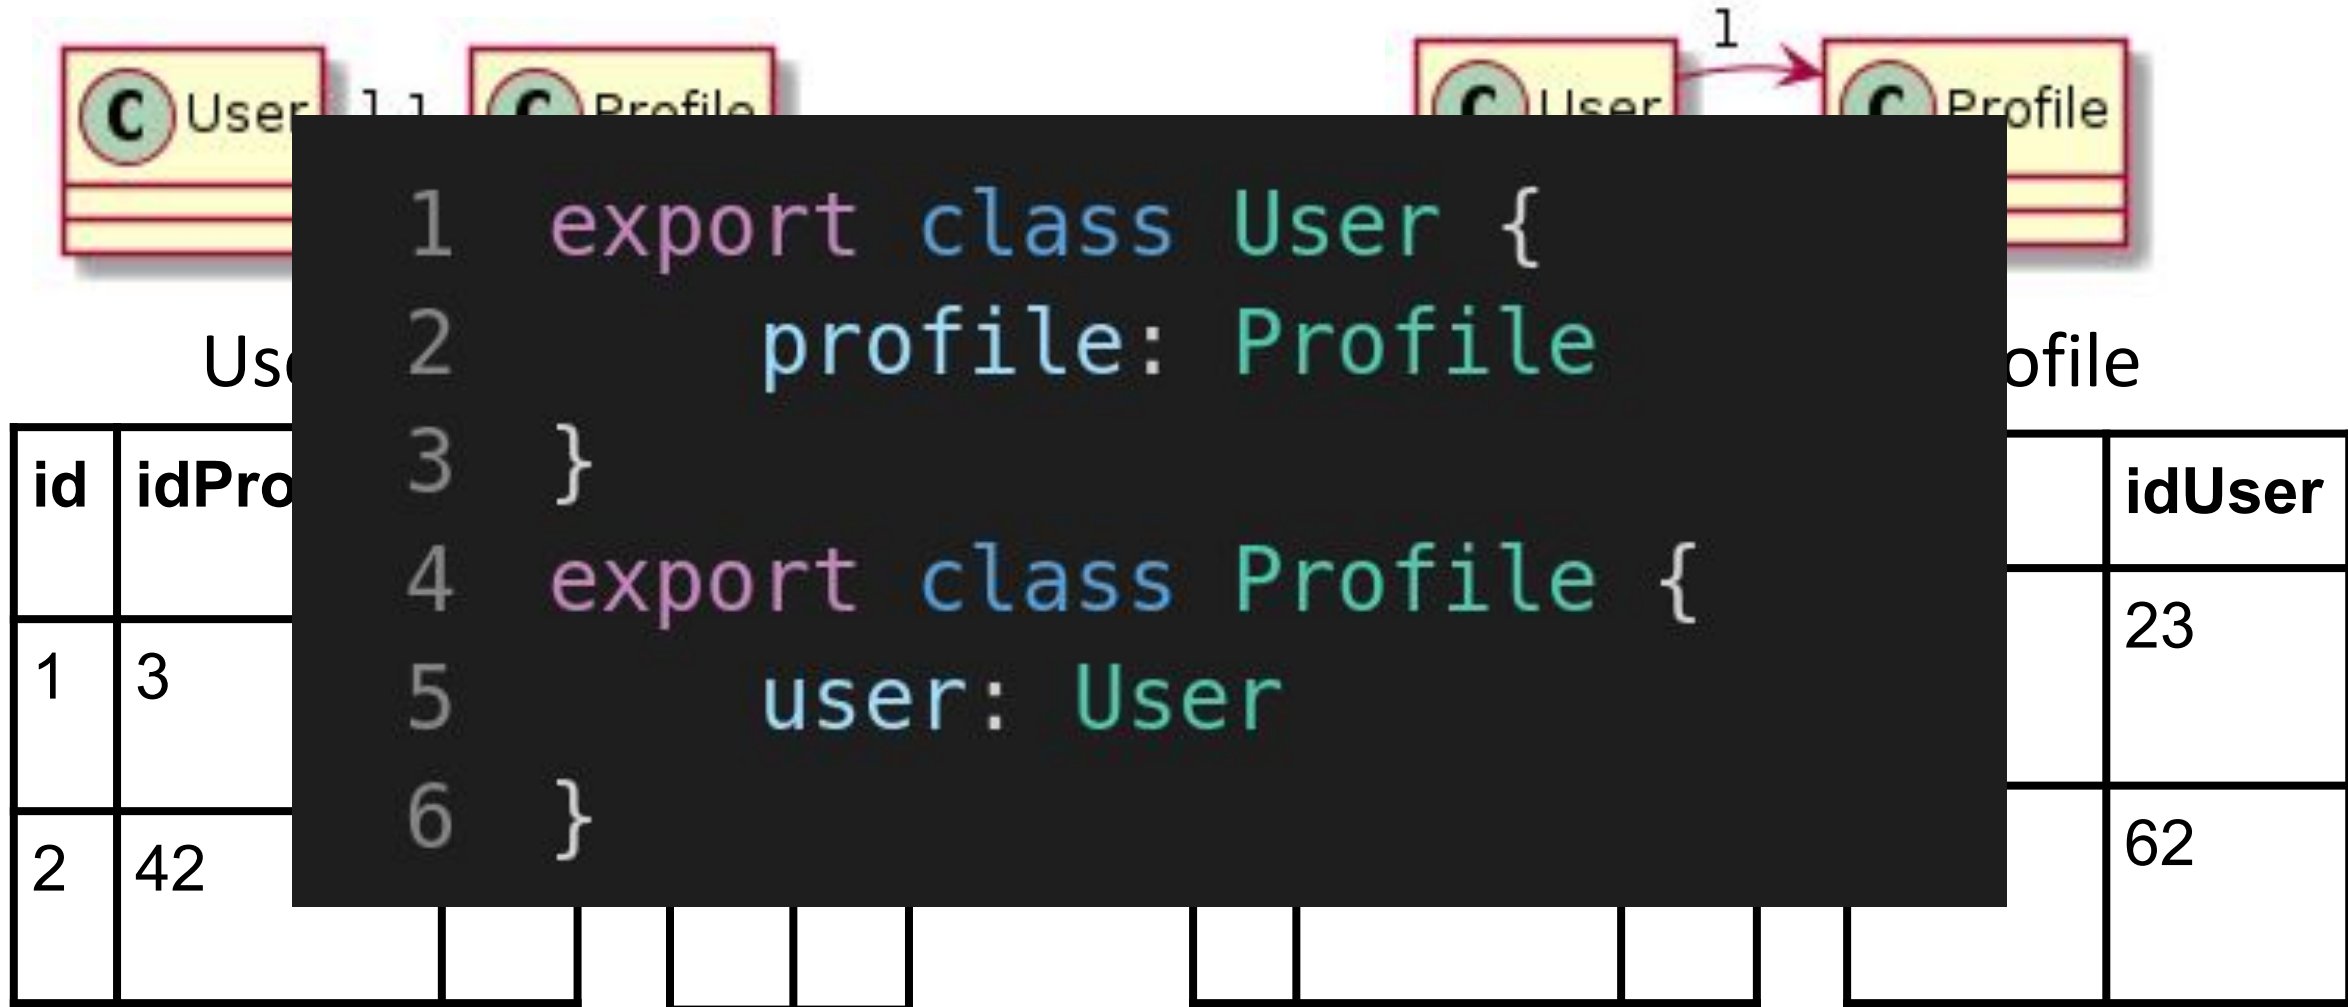 1
C User 1 1 C Profile
C User C Profile
1 export class User {
2 profile: Profile
3 }
4 export class Profile {
5 user: User
6 }
id
1 3
2 42
idUser
23
62